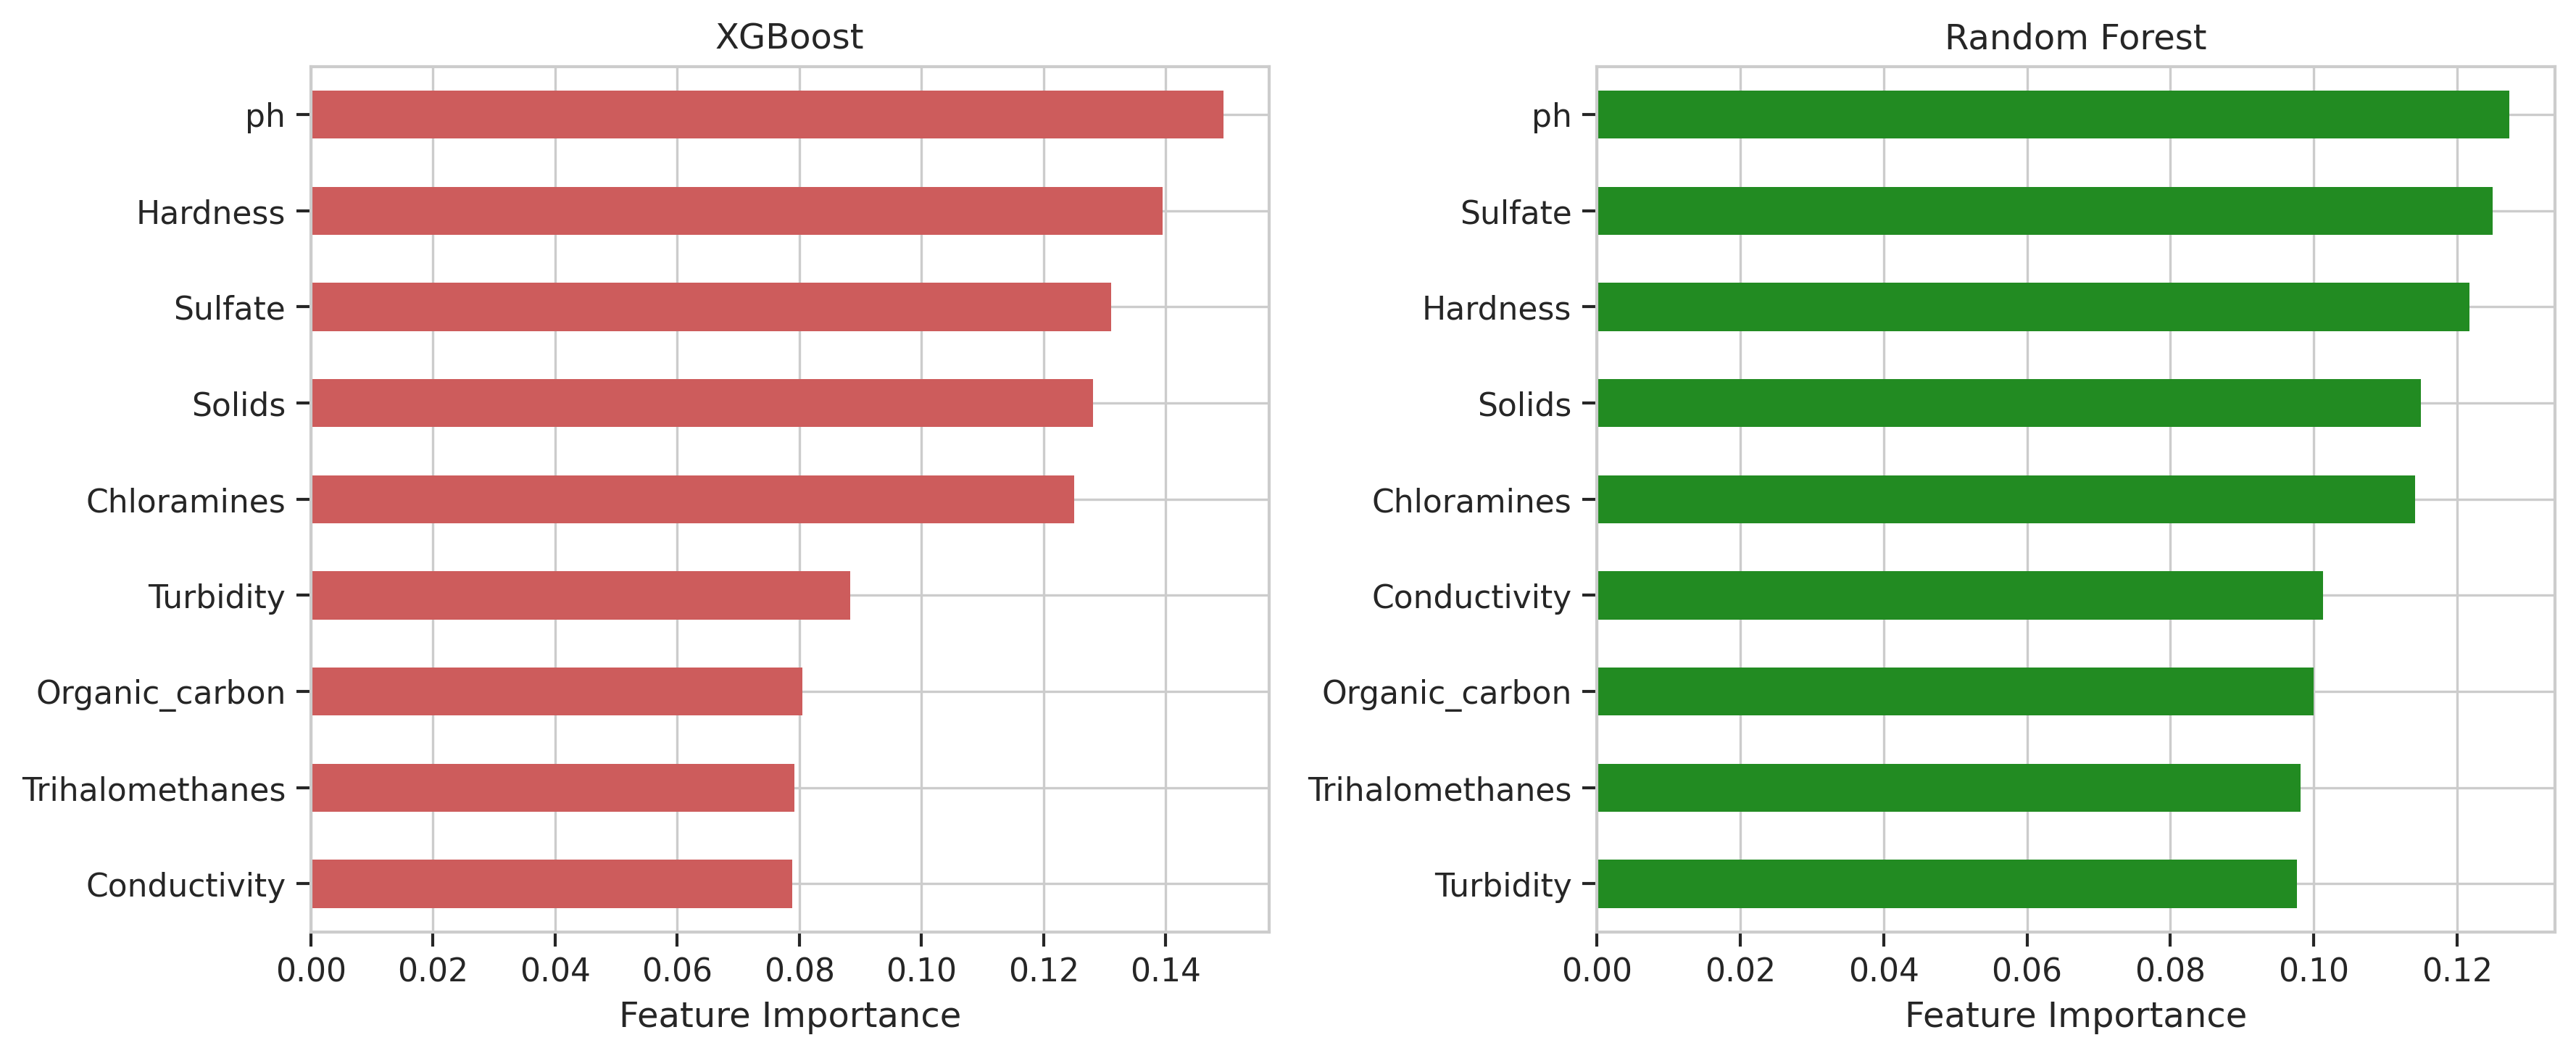 XGBoost
ph
Hardness
Sulfate
Solids
Chloramines
Turbidity
Organic_carbon
Trihalomethanes
Conductivity
0.00 0.02 0.04 0.06 0.08 0.10 0.12 0.14
Feature Importance
Random Forest
ph
Sulfate
Hardness
Solids
Chloramines
Conductivity
Organic_carbon
Trihalomethanes
Turbidity
0.00 0.02 0.04 0.06 0.08 0.10 0.12
Feature Importance